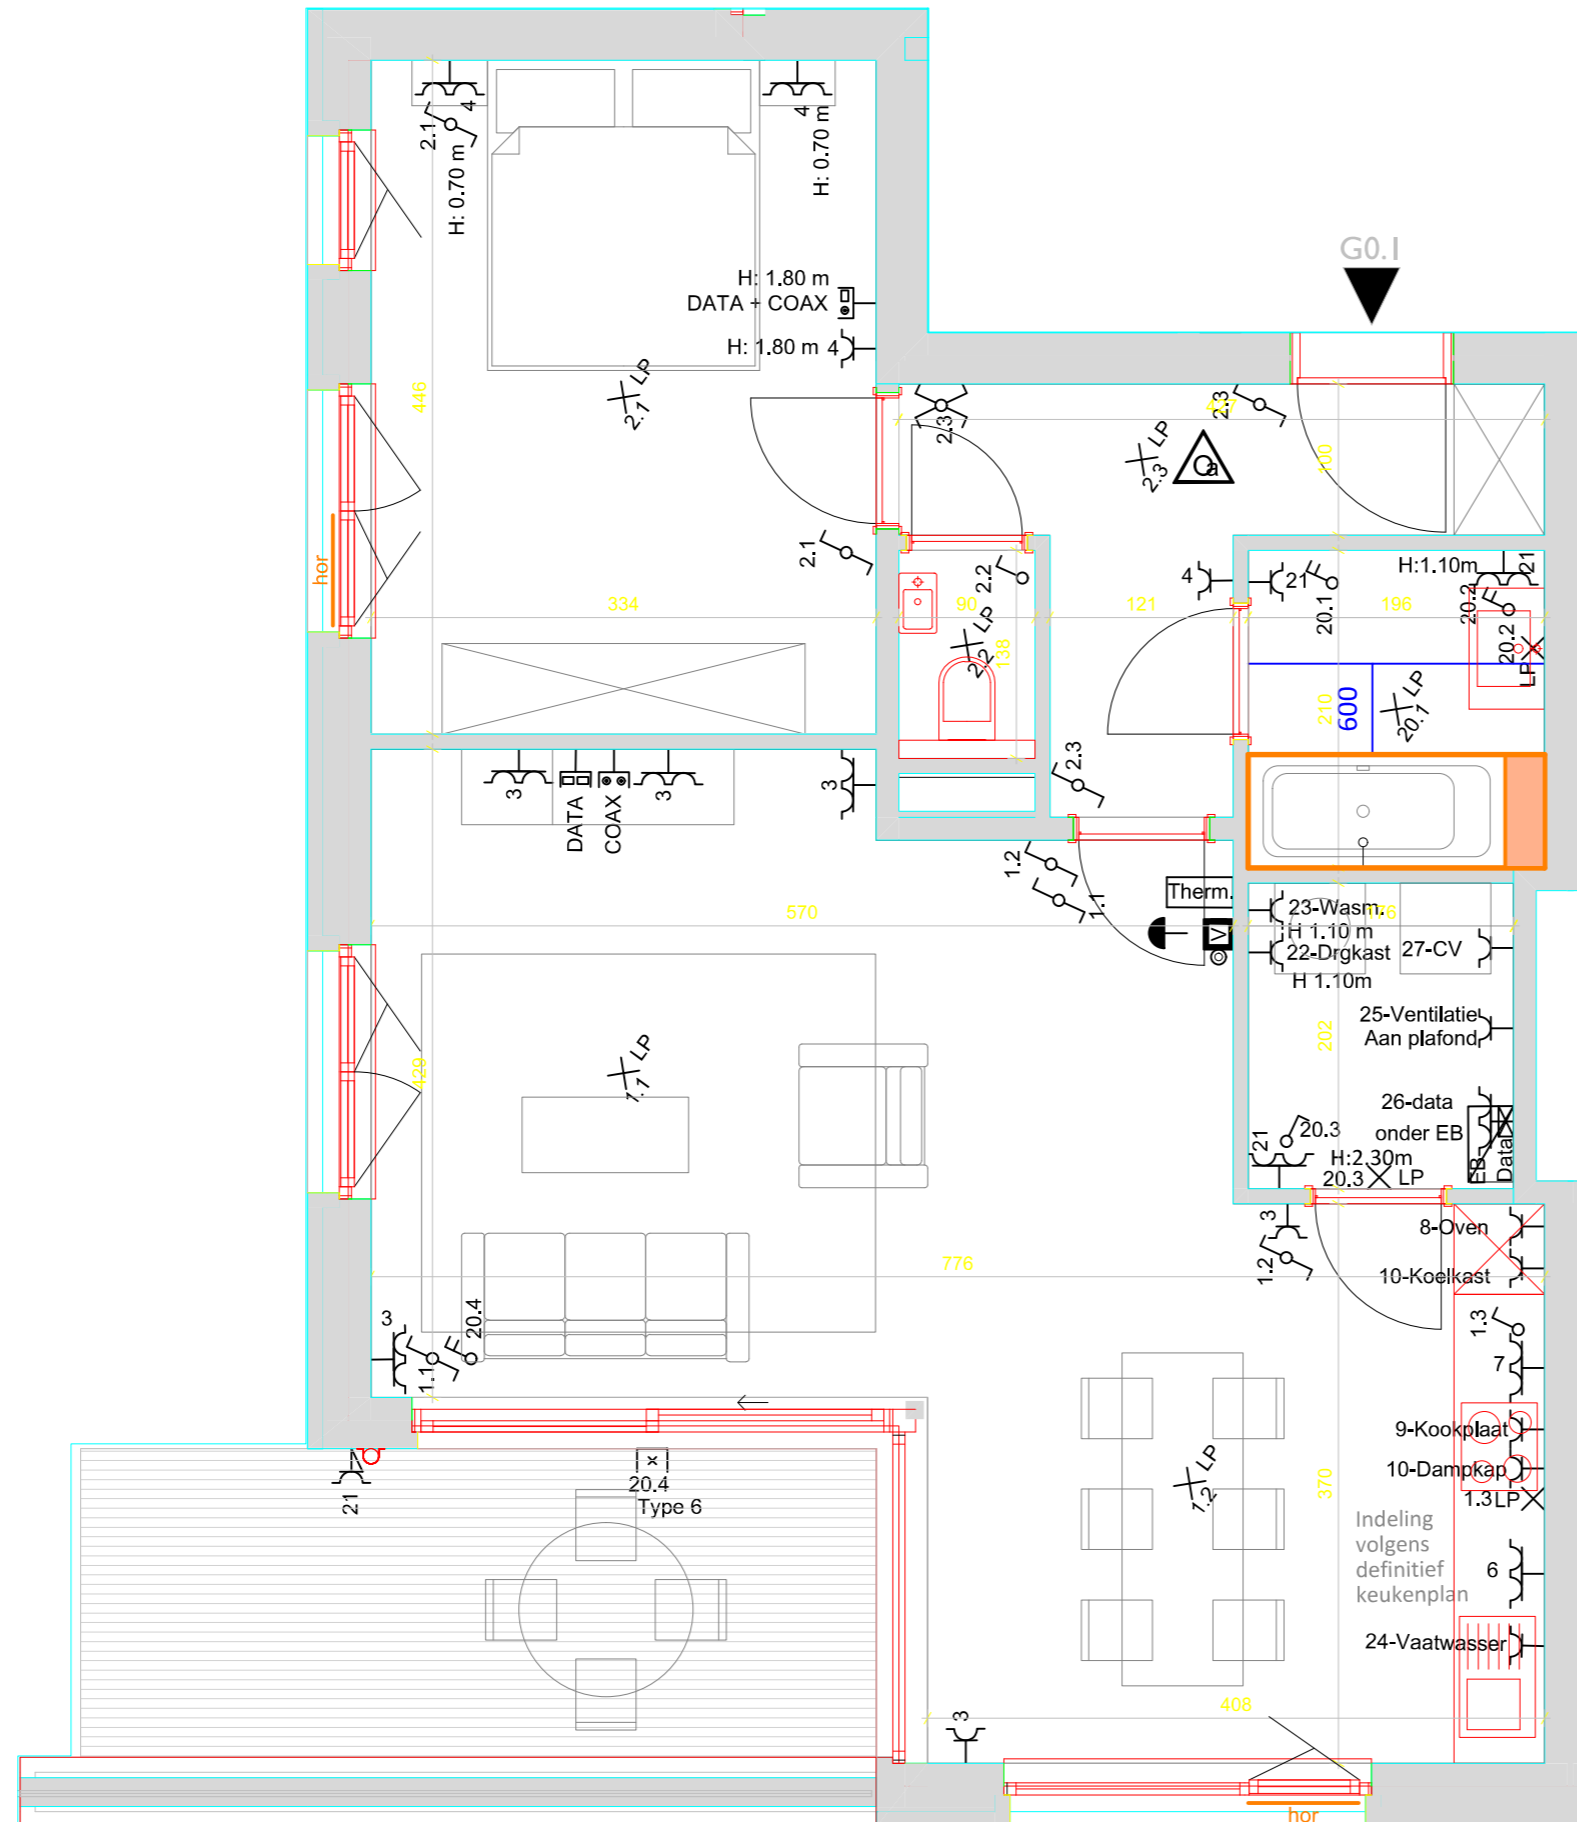 4
2.1
H: 0.70 m
4
H: 0.70 m
G0.1
H: 1.80 m
DATA + COAX
H: 1.80 m 4
LP
2.1
446
2.3
2.3
LP
2.3
100
2.1
hor
334
2.2
90
LP
2.2
138
4
121
21
20.1
H:1.10m
21
20.2
196
20.2
LP
600
210
LP
20.1
3
DATA
COAX
3
3
2.3
1.2
1.1
Therm.
570
V
23-Wasm.
176
H 1.10 m
22-Drgkast
27-CV
H 1.10m
25-Ventilatie
Aan plafond
202
429
LP
1.1
26-data
onder EB
EB
Data
21
20.3
H:2.30m
20.3
LP
3
1.2
8-Oven
10-Koelkast
776
3
1.1
20.4
1.3
7
9-Kookplaat
10-Dampkap
1.3 LP
370
LP
1.2
21
x
20.4
Type 6
Indeling
volgens
definitief
keukenplan
6
24-Vaatwasser
3
408
hor